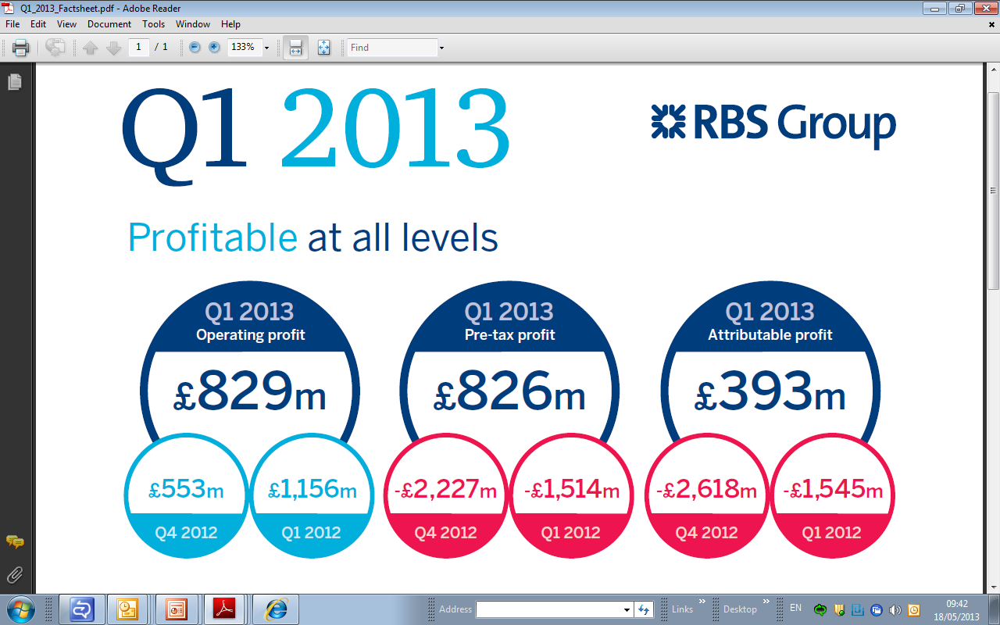 Q1_2013_Factsheet.pdf - Adobe Reader
File Edit View Document Tools Window Help
1 / 1 133% Find
Q1 2013
RBS Group
Profitable at all levels
Q1 2013
Operating profit
£829m
£553m
Q4 2012
£1,156m
Q1 2012
Q1 2013
Pre-tax profit
£826m
-£2,227m
Q4 2012
-£1,514m
Q1 2012
Q1 2013
Attributable profit
£393m
-£2,618m
Q4 2012
-£1,545m
Q1 2012
Address Links » Desktop » EN 09:42
18/05/2013